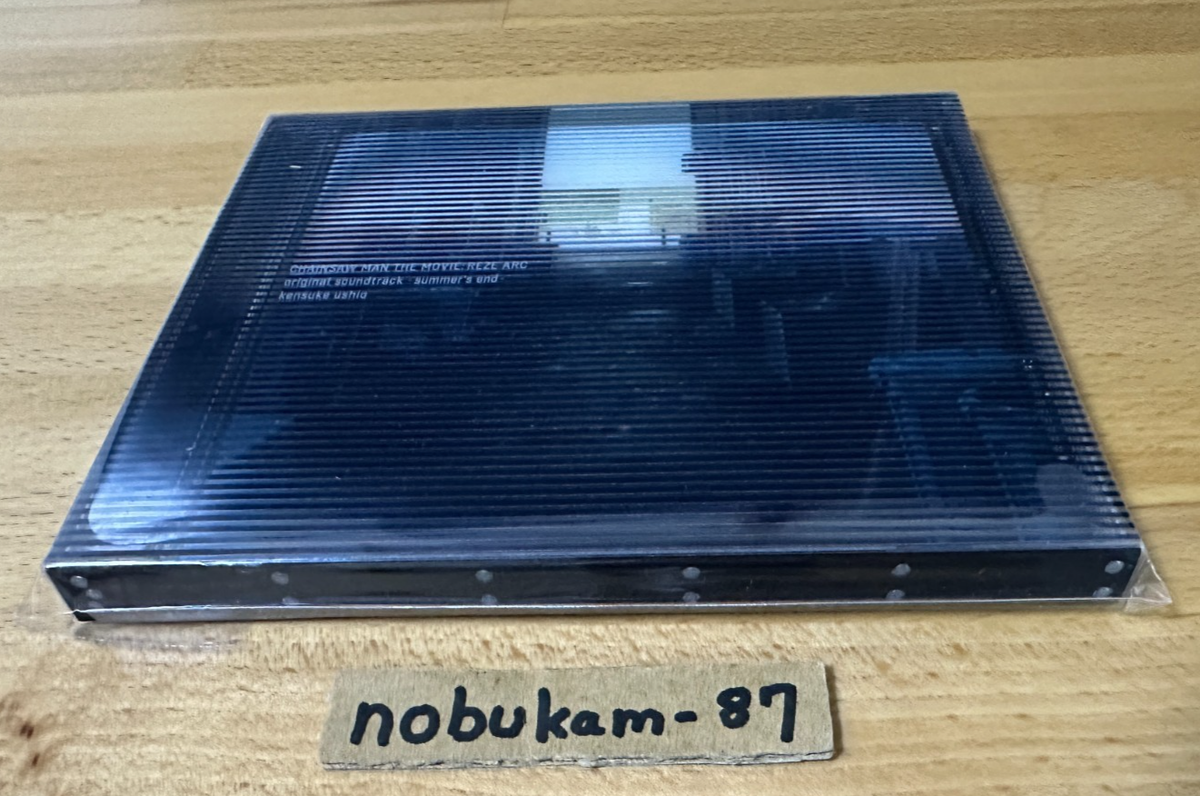 CHAINSAW MAN THE MOVIE: REZE ARC
original soundtrack - summer's end -
kensuke ushio
nobukam-87